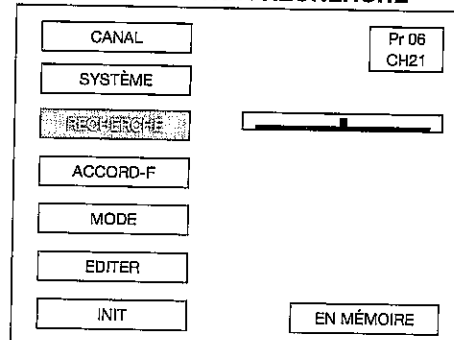 CANAL
Pr 06
CH21
SYSTÈME
RECHERCHE
ACCORD-F
MODE
EDITER
INIT
EN MÉMOIRE